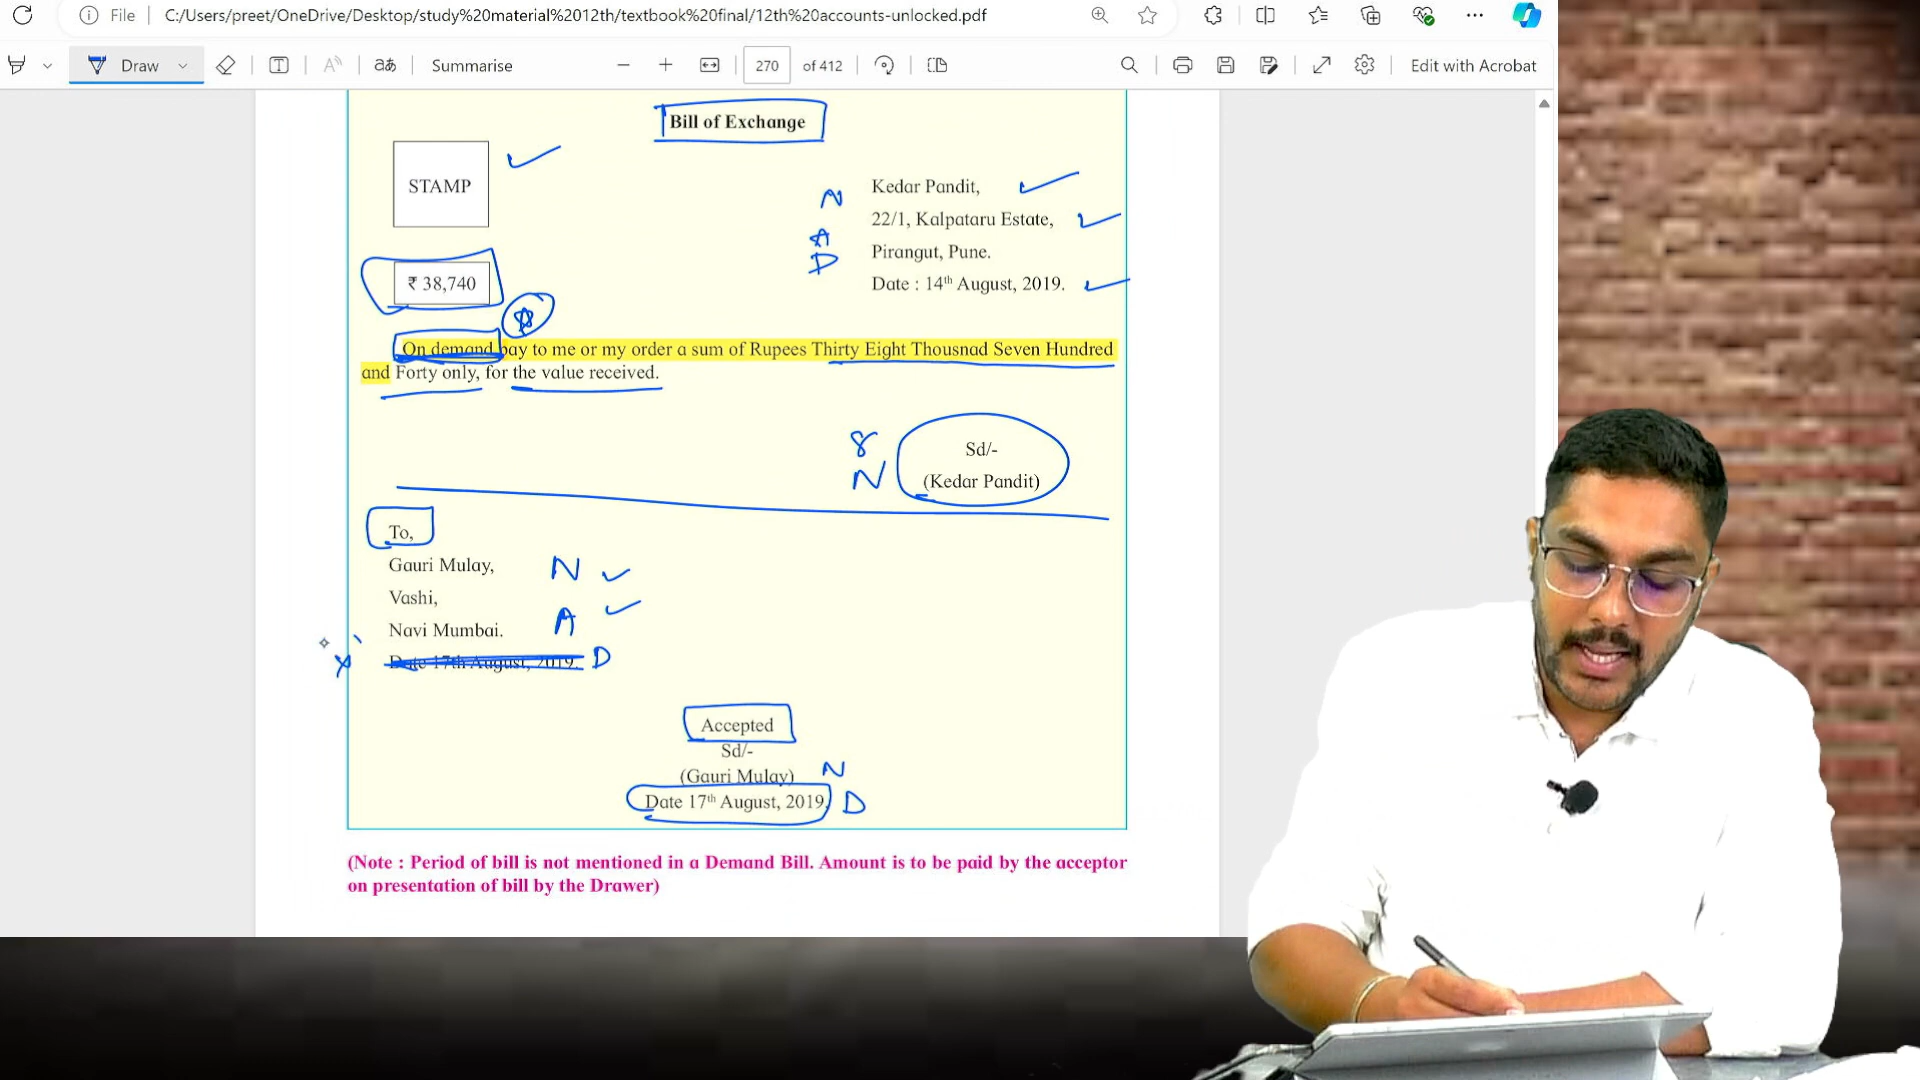 File
C:/Users/preet/OneDrive/Desktop/study%20material%2012th/textbook%20final/12th%20accounts-unlocked.pdf
Draw
Summarise
270 of 412
Edit with Acrobat
Bill of Exchange
STAMP
N Kedar Pandit,
22/1, Kalpataru Estate,
A
Pirangut, Pune.
D
₹ 38,740
Date : 14th August, 2019.
On demand pay to me or my order a sum of Rupees Thirty Eight Thousnad Seven Hundred
and Forty only, for the value received.
Sd/-
N (Kedar Pandit)
To,
Gauri Mulay, N
Vashi,
Navi Mumbai. A
x Date 17th August, 2019. D
Accepted
Sd/-
(Gauri Mulay) N
Date 17th August, 2019. D
(Note : Period of bill is not mentioned in a Demand Bill. Amount is to be paid by the acceptor
on presentation of bill by the Drawer)